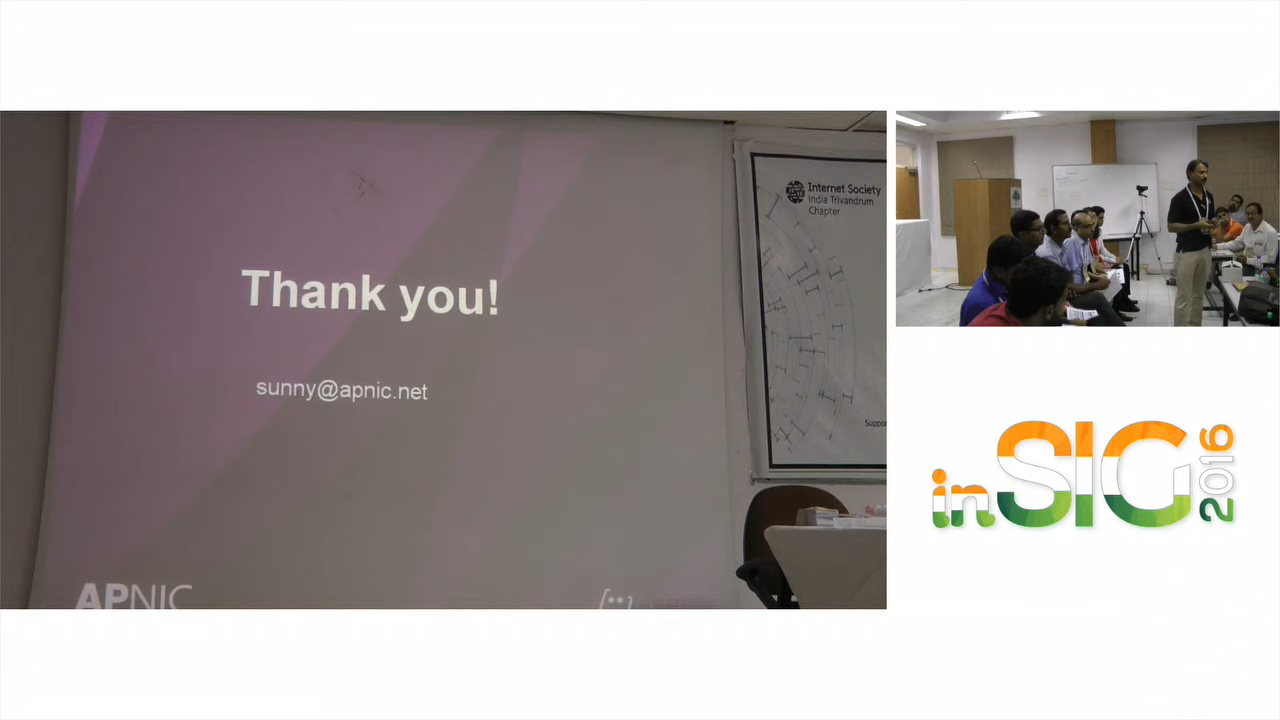 Thank you!
sunny@apnic.net
APNIC
Internet Society
India Trivandrum
Chapter
inSIG 2016